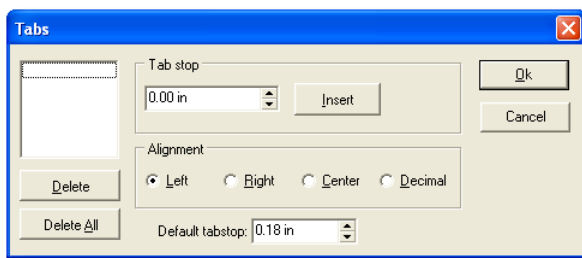 Tabs
Tab stop
0.00 in
Insert
Ok
Cancel
Alignment
Left Right Center Decimal
Delete
Delete All
Default tabstop: 0.18 in